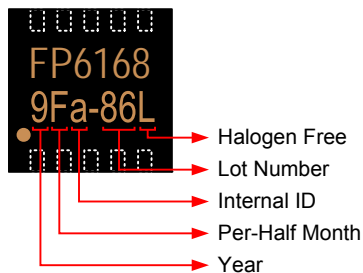 FP6168
9Fa-86L
Halogen Free
Lot Number
Internal ID
Per-Half Month
Year